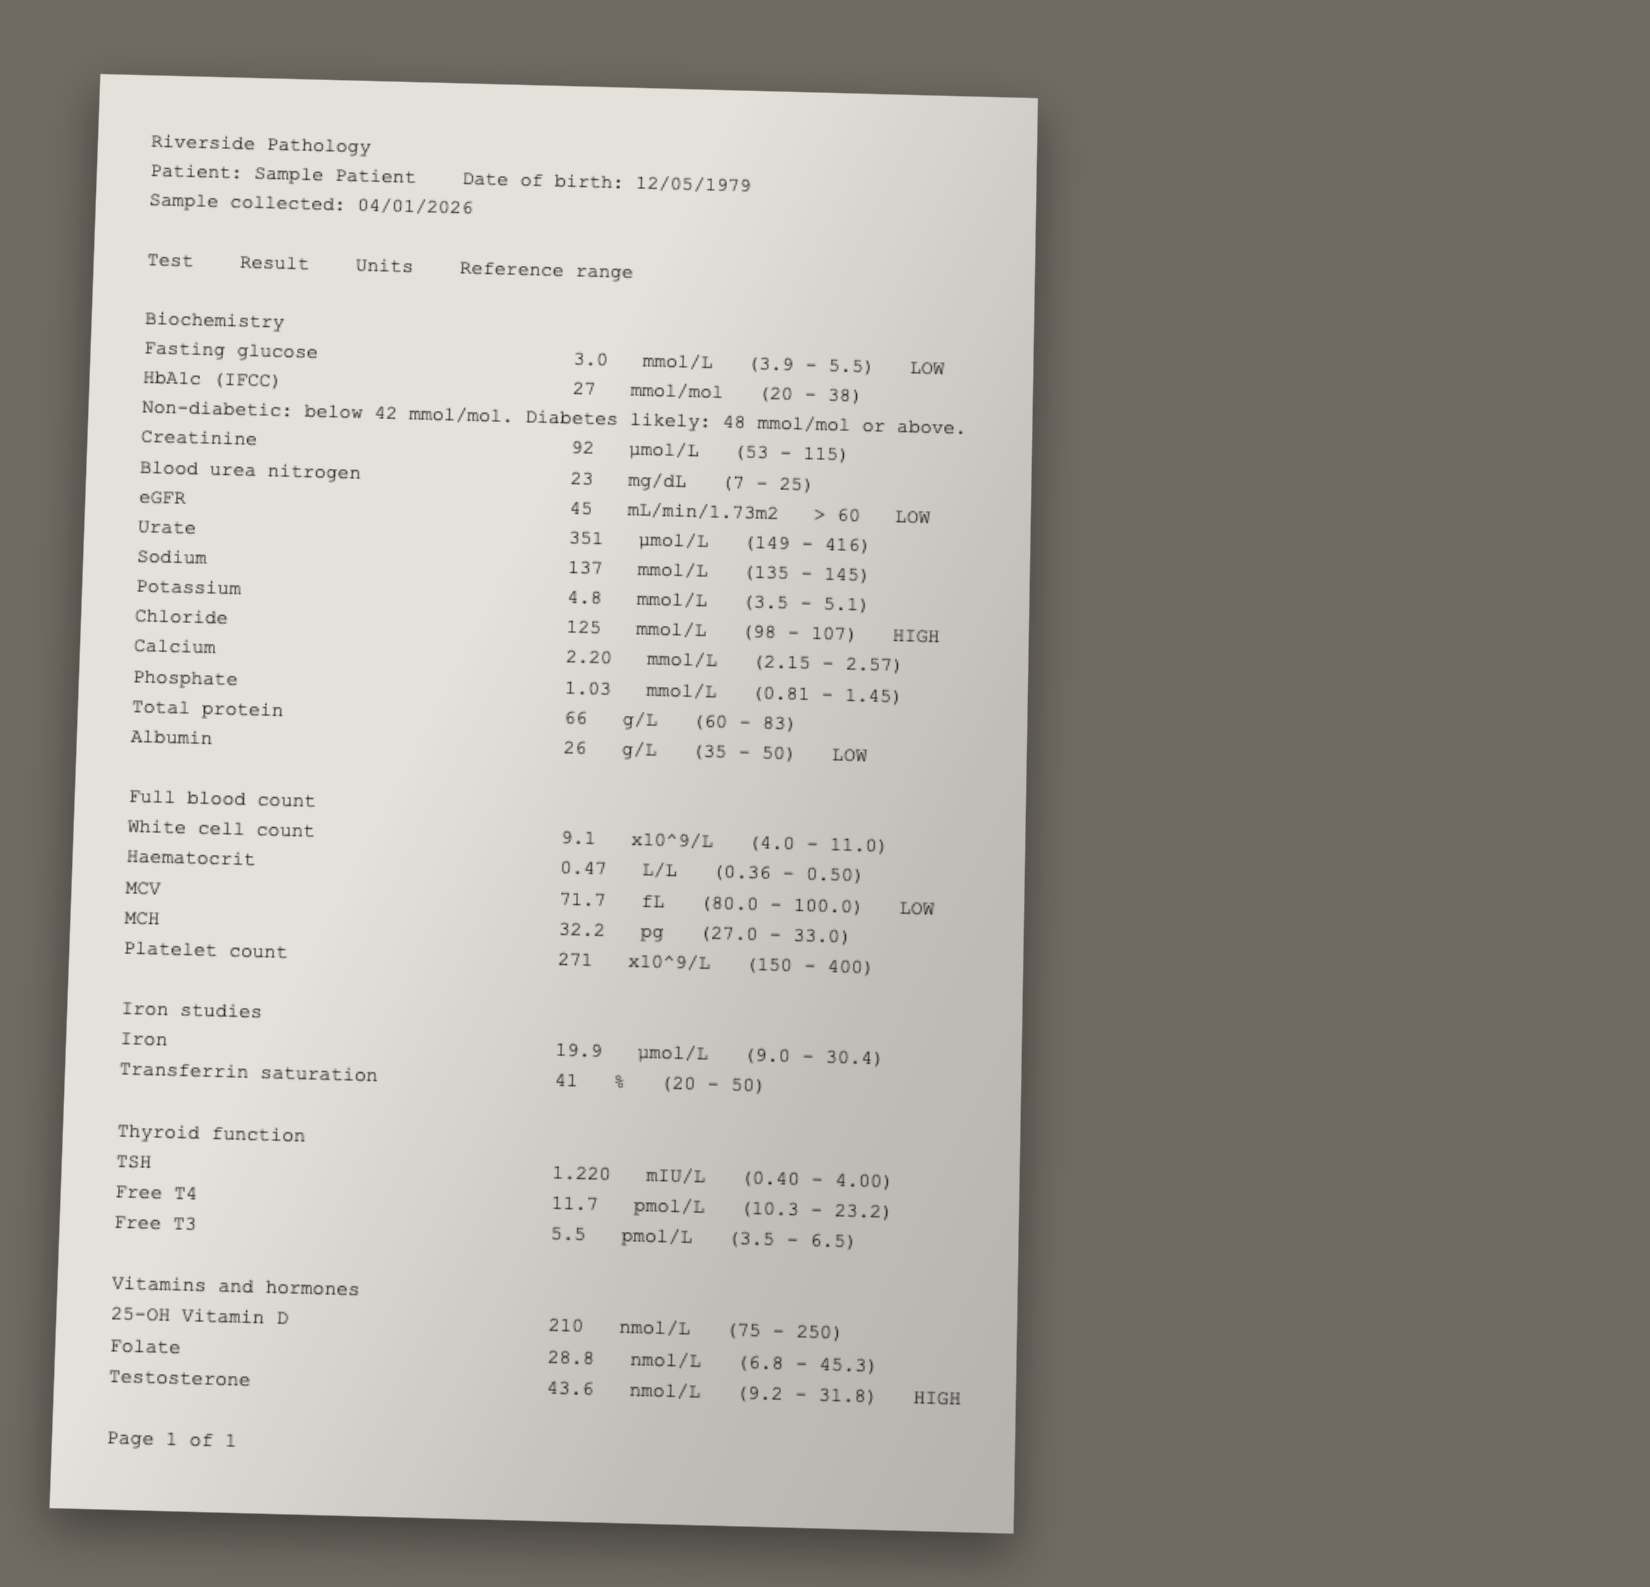 Riverside Pathology
Patient: Sample Patient    Date of birth: 12/05/1979
Sample collected: 04/01/2026
Test    Result    Units    Reference range
Biochemistry
Fasting glucose    3.0    mmol/L    (3.9 - 5.5)    LOW
HbA1c (IFCC)    27    mmol/mol    (20 - 38)
Non-diabetic: below 42 mmol/mol. Diabetes likely: 48 mmol/mol or above.
Creatinine    92    µmol/L    (53 - 115)
Blood urea nitrogen    23    mg/dL    (7 - 25)
eGFR    45    mL/min/1.73m2    > 60    LOW
Urate    351    µmol/L    (149 - 416)
Sodium    137    mmol/L    (135 - 145)
Potassium    4.8    mmol/L    (3.5 - 5.1)
Chloride    125    mmol/L    (98 - 107)    HIGH
Calcium    2.20    mmol/L    (2.15 - 2.57)
Phosphate    1.03    mmol/L    (0.81 - 1.45)
Total protein    66    g/L    (60 - 83)
Albumin    26    g/L    (35 - 50)    LOW
Full blood count
White cell count    9.1    x10^9/L    (4.0 - 11.0)
Haematocrit    0.47    L/L    (0.36 - 0.50)
MCV    71.7    fL    (80.0 - 100.0)    LOW
MCH    32.2    pg    (27.0 - 33.0)
Platelet count    271    x10^9/L    (150 - 400)
Iron studies
Iron    19.9    µmol/L    (9.0 - 30.4)
Transferrin saturation    41    %    (20 - 50)
Thyroid function
TSH    1.220    mIU/L    (0.40 - 4.00)
Free T4    11.7    pmol/L    (10.3 - 23.2)
Free T3    5.5    pmol/L    (3.5 - 6.5)
Vitamins and hormones
25-OH Vitamin D    210    nmol/L    (75 - 250)
Folate    28.8    nmol/L    (6.8 - 45.3)
Testosterone    43.6    nmol/L    (9.2 - 31.8)    HIGH
Page 1 of 1